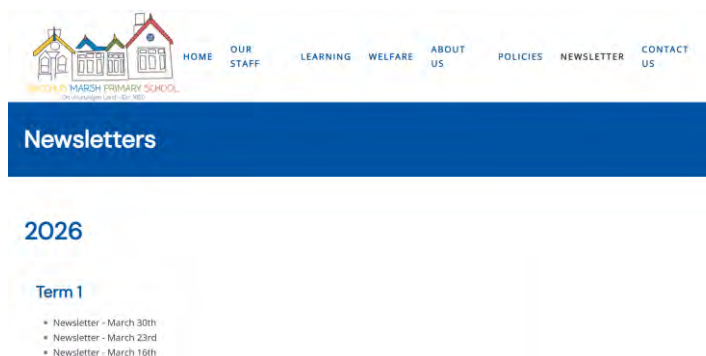 HOME
OUR
STAFF
LEARNING
WELFARE
ABOUT
US
POLICIES
NEWSLETTER
CONTACT
US
MARSH PRIMARY SCHOOL
Newsletters
2026
Term 1
Newsletter - March 30th
Newsletter - March 23rd
Newsletter - March 16th